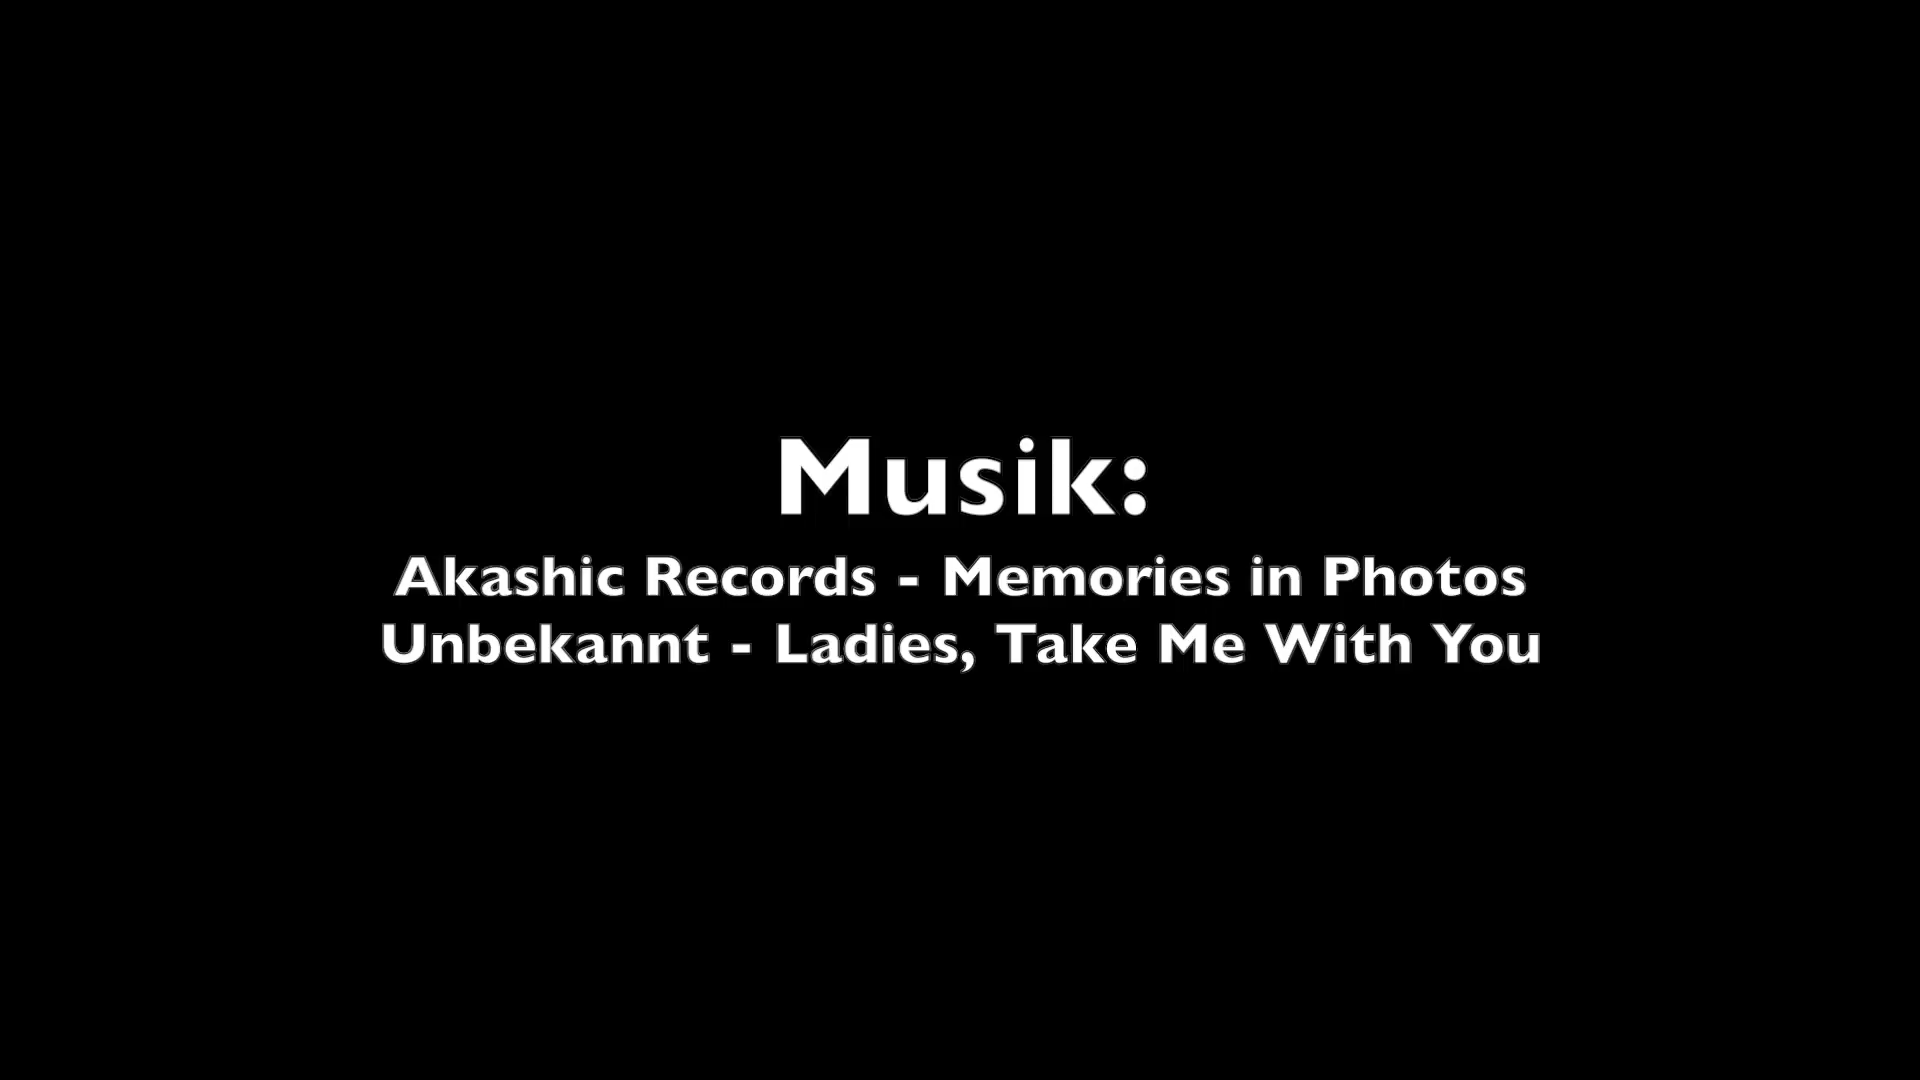 Musik:
Akashic Records - Memories in Photos
Unbekannt - Ladies, Take Me With You